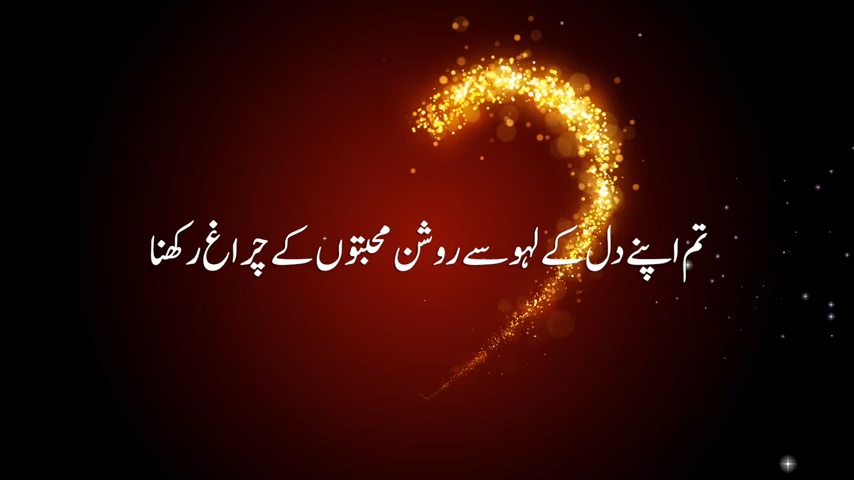 تم اپنے دل کے لہو سے روشن محبتوں کے چراغ رکھنا